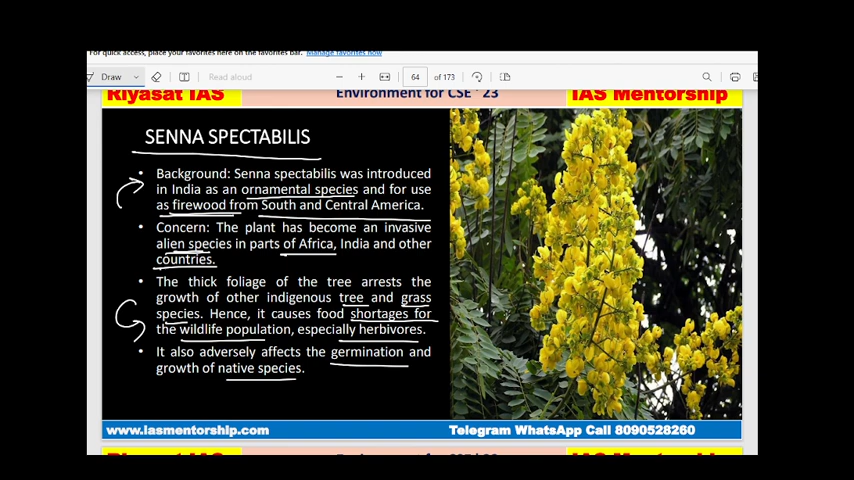 For quick access, place your favorites here on the favorites bar. Manage favorites now
Draw
Read aloud
64
of 173
Riyasat IAS
Environment for CSE ' 23
IAS Mentorship
SENNA SPECTABILIS
• Background: Senna spectabilis was introduced
in India as an ornamental species and for use
as firewood from South and Central America.
• Concern: The plant has become an invasive
alien species in parts of Africa, India and other
countries.
• The thick foliage of the tree arrests the
growth of other indigenous tree and grass
species. Hence, it causes food shortages for
the wildlife population, especially herbivores.
• It also adversely affects the germination and
growth of native species.
www.iasmentorship.com
Telegram WhatsApp Call 8090528260